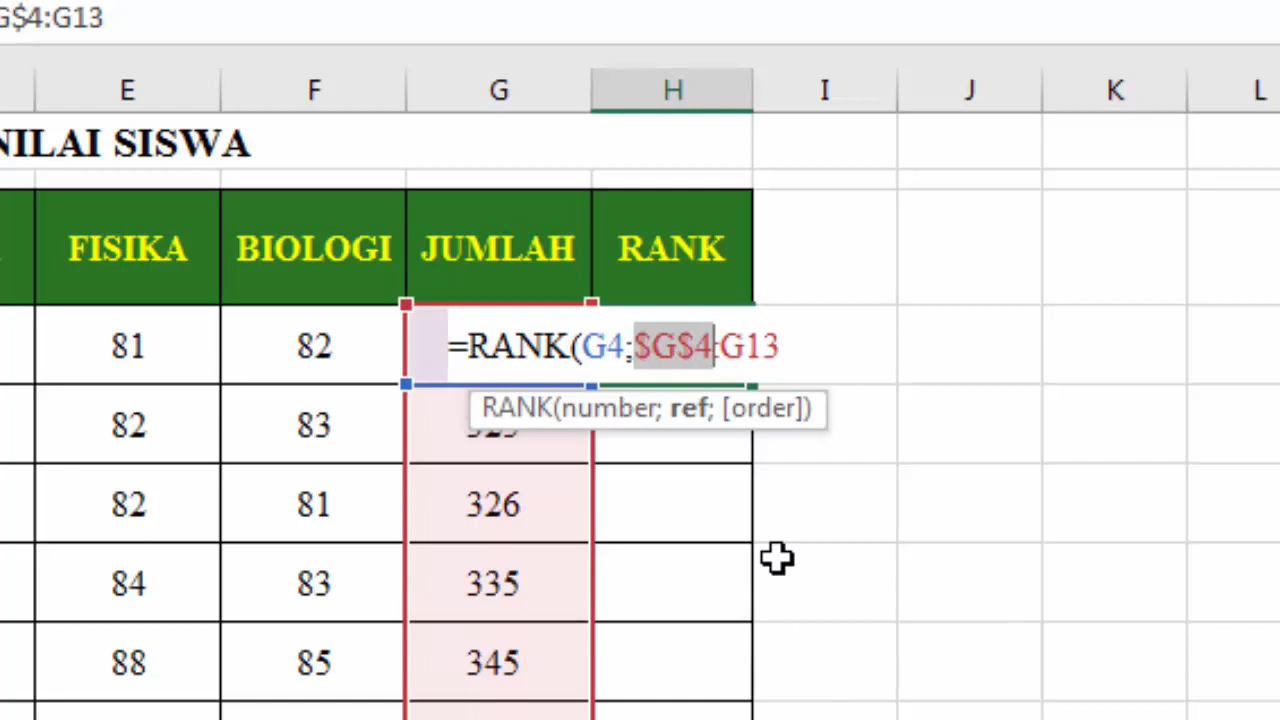 G$4:G13
E F G H I J K L
NILAI SISWA
FISIKA BIOLOGI JUMLAH RANK
81 82 =RANK(G4;$G$4:G13
RANK(number; ref; [order])
82 83
82 81 326
84 83 335
88 85 345